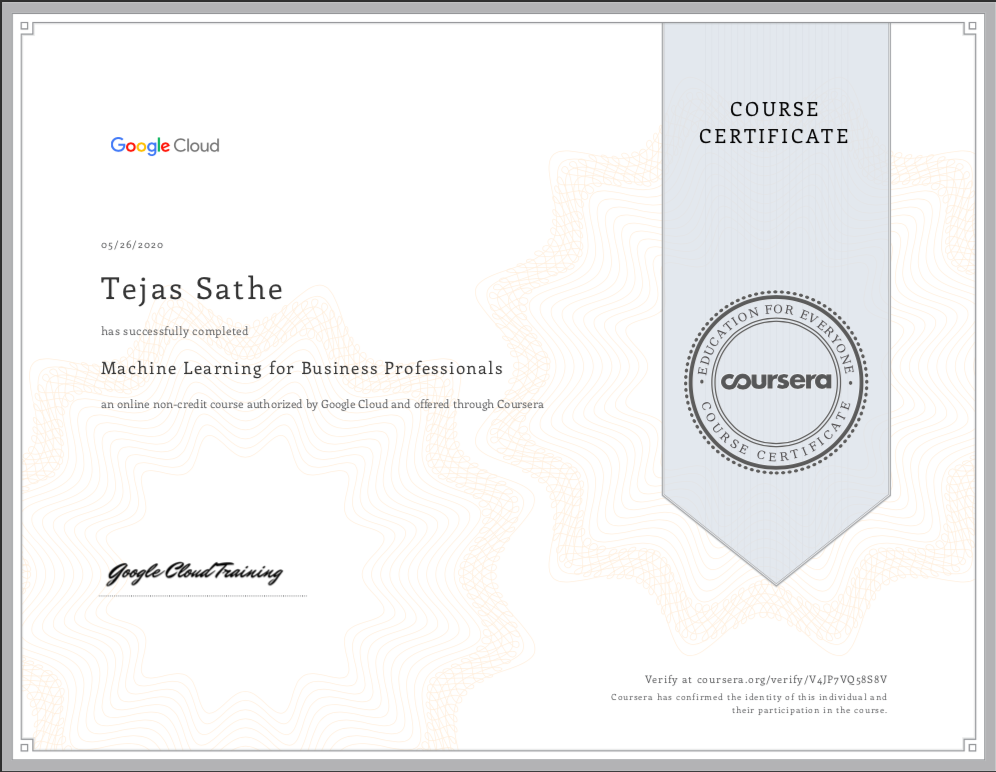 Google Cloud
COURSE
CERTIFICATE
05/26/2020
Tejas Sathe
has successfully completed
Machine Learning for Business Professionals
an online non-credit course authorized by Google Cloud and offered through Coursera
EDUCATION FOR EVERYONE
coursera
COURSE CERTIFICATE
Google Cloud Training
Verify at coursera.org/verify/V4JP7VQ58S8V
Coursera has confirmed the identity of this individual and
their participation in the course.